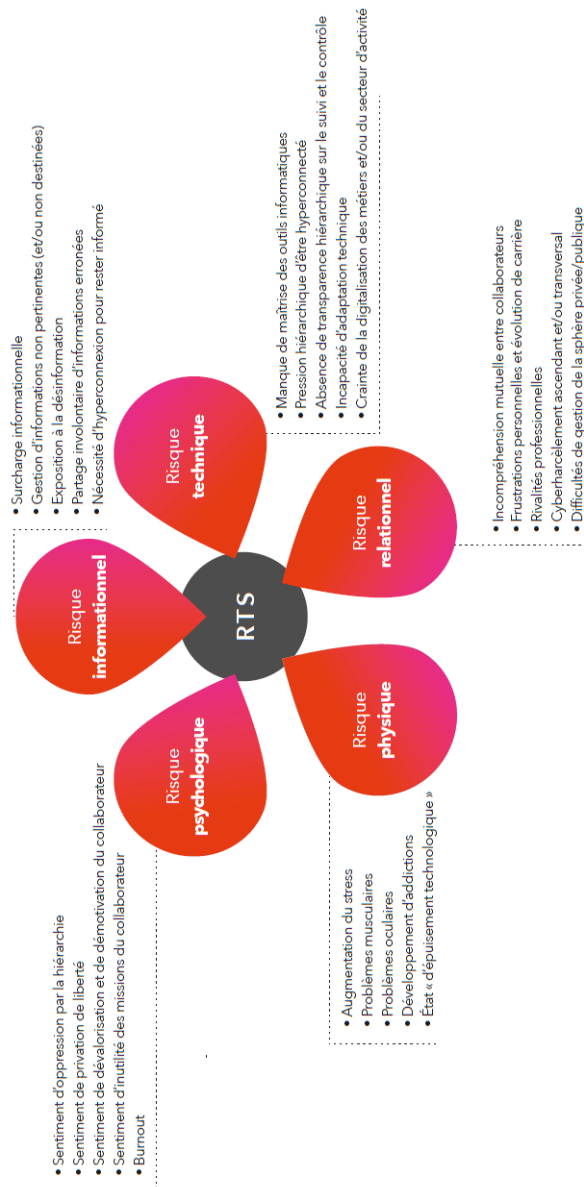 • Surcharge informationnelle
• Gestion d'informations non pertinentes (et/ou non destinées)
• Exposition à la désinformation
• Partage involontaire d'informations erronées
• Nécessité d'hyperconnexion pour rester informé
Risque
informationnel
Risque
technique
• Manque de maîtrise des outils informatiques
• Pression hiérarchique d'être hyperconnecté
• Absence de transparence hiérarchique sur le suivi et le contrôle
• Incapacité d'adaptation technique
• Crainte de la digitalisation des métiers et/ou du secteur d'activité
Risque
relationnel
• Incompréhension mutuelle entre collaborateurs
• Frustrations personnelles et évolution de carrière
• Rivalités professionnelles
• Cyberharcèlement ascendant et/ou transversal
• Difficultés de gestion de la sphère privée/publique
Risque
physique
• Augmentation du stress
• Problèmes musculaires
• Problèmes oculaires
• Développement d'addictions
• État « d'épuisement technologique »
Risque
psychologique
• Sentiment d'oppression par la hiérarchie
• Sentiment de privation de liberté
• Sentiment de dévalorisation et de démotivation du collaborateur
• Sentiment d'inutilité des missions du collaborateur
• Burnout
RTS